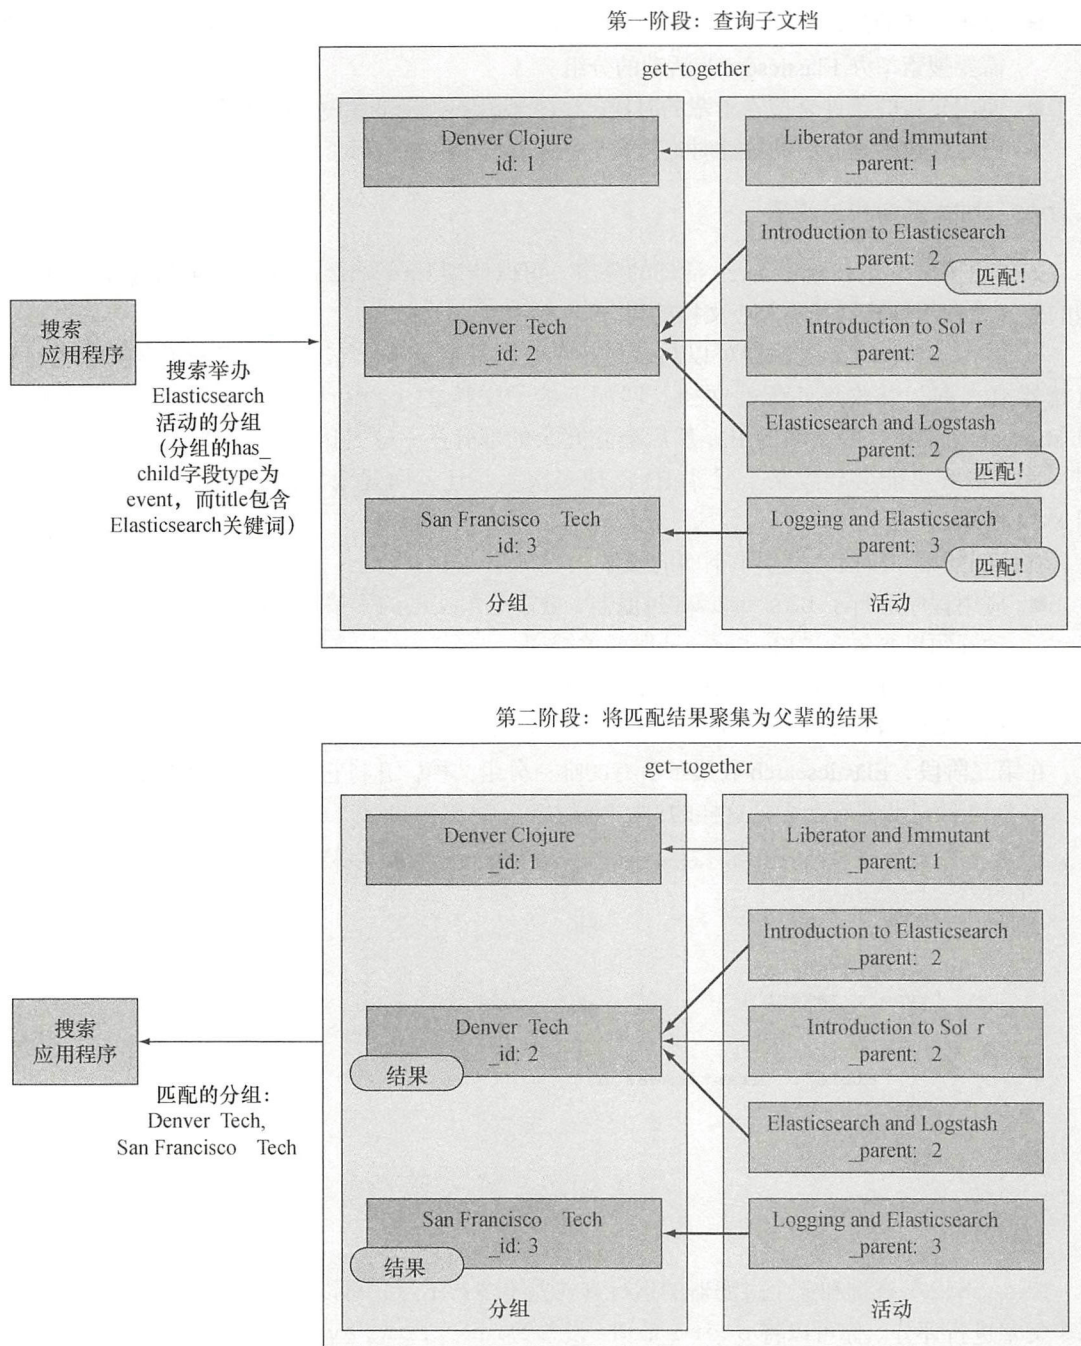 第一阶段：查询子文档
get-together
Denver Clojure
_id: 1
Liberator and Immutant
_parent: 1
Introduction to Elasticsearch
_parent: 2
匹配！
搜索
应用程序
搜索举办
Elasticsearch
活动的分组
（分组的has_
child字段type为
event，而title包含
Elasticsearch关键词）
Denver Tech
_id: 2
Introduction to Sol r
_parent: 2
Elasticsearch and Logstash
_parent: 2
匹配！
San Francisco Tech
_id: 3
Logging and Elasticsearch
_parent: 3
匹配！
分组
活动
第二阶段：将匹配结果聚集为父辈的结果
get-together
Denver Clojure
_id: 1
Liberator and Immutant
_parent: 1
Introduction to Elasticsearch
_parent: 2
搜索
应用程序
匹配的分组：
Denver Tech,
San Francisco Tech
Denver Tech
_id: 2
结果
Introduction to Sol r
_parent: 2
Elasticsearch and Logstash
_parent: 2
San Francisco Tech
_id: 3
结果
Logging and Elasticsearch
_parent: 3
分组
活动